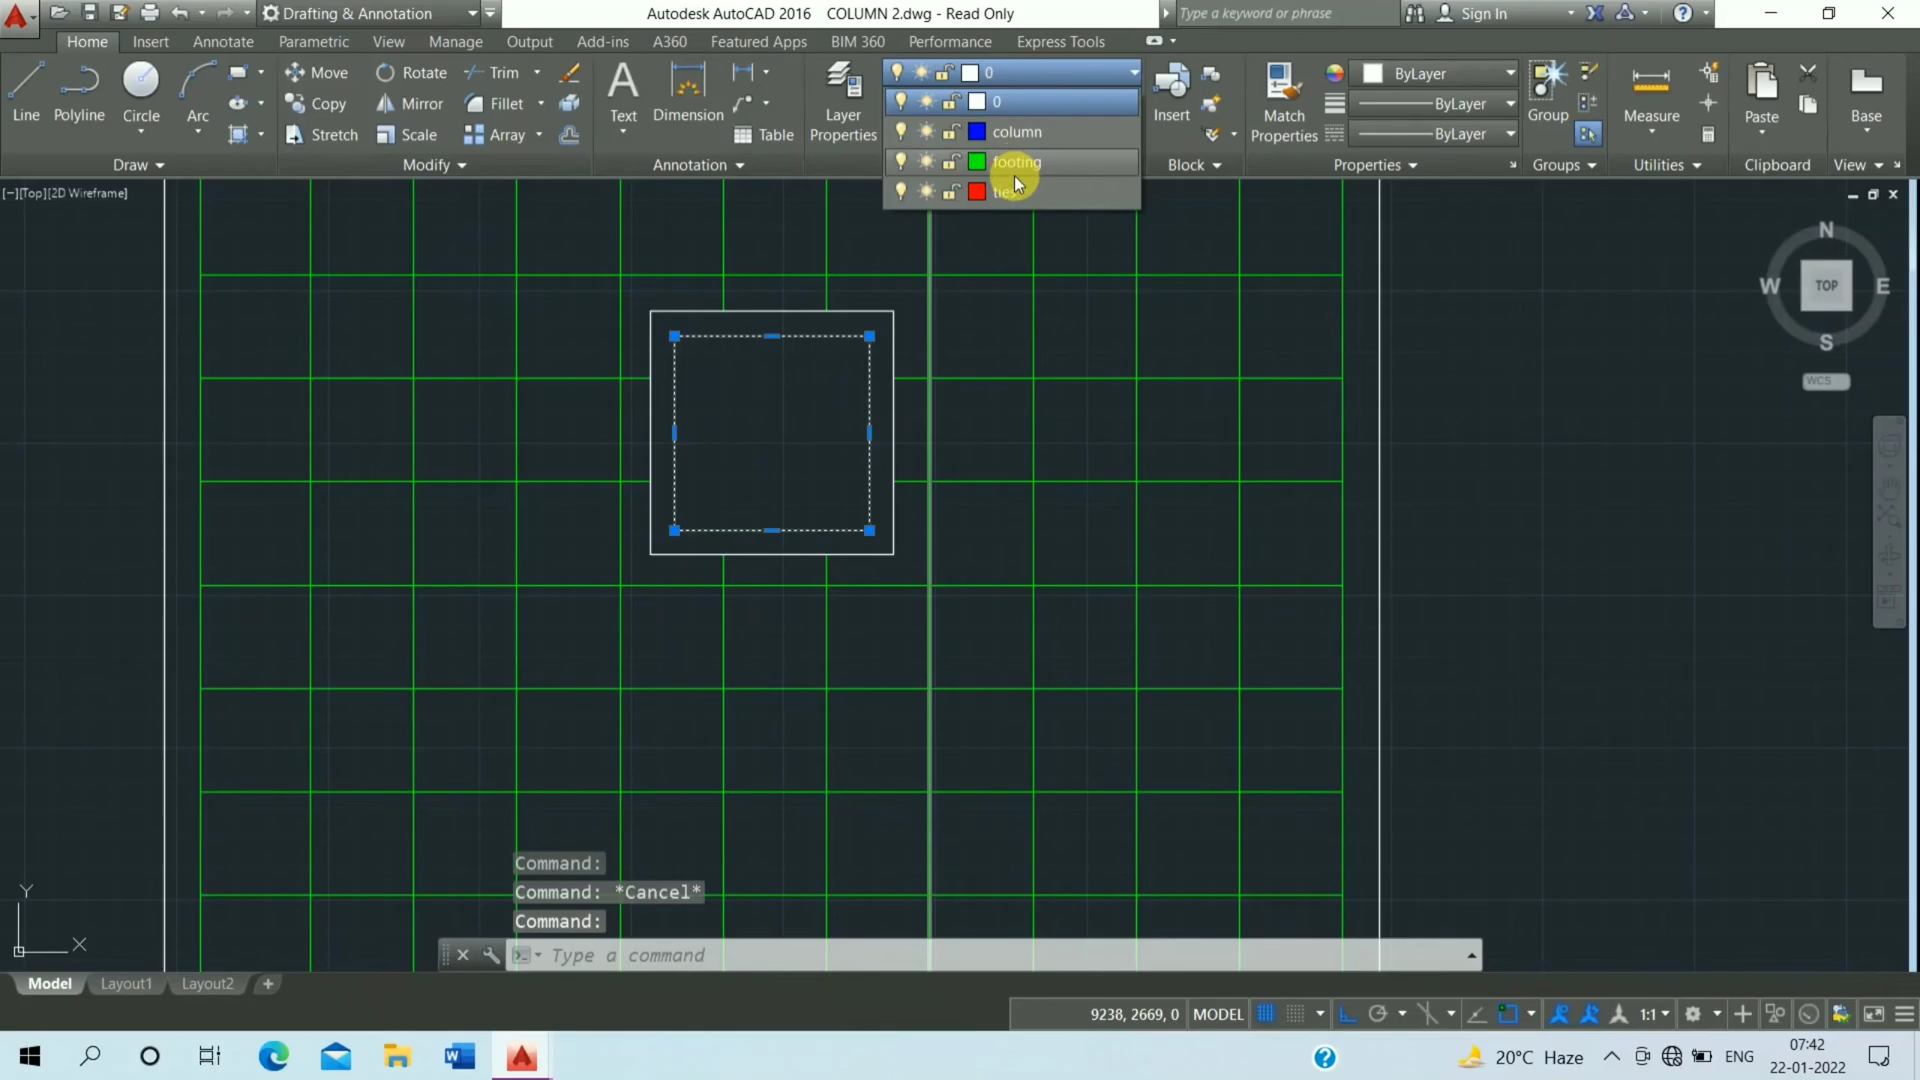 Drafting & Annotation
Autodesk AutoCAD 2016 COLUMN 2.dwg - Read Only
Type a keyword or phrase
Sign In
Home Insert Annotate Parametric View Manage Output Add-ins A360 Featured Apps BIM 360 Performance Express Tools
Line Polyline Circle Arc
Move Rotate Trim
Copy Mirror Fillet
Stretch Scale Array
Text Dimension Table
Layer Properties
0
0
column
footing
ties
Insert
Match Properties
ByLayer
ByLayer
ByLayer
Group Measure Paste Base
Draw Modify Annotation Block Properties Groups Utilities Clipboard View
[−][Top][2D Wireframe]
N
W TOP E
S
WCS
Y
X
Command:
Command: *Cancel*
Command:
Type a command
Model Layout1 Layout2 +
9238, 2669, 0 MODEL 1:1
20°C Haze ENG 07:42
22-01-2022